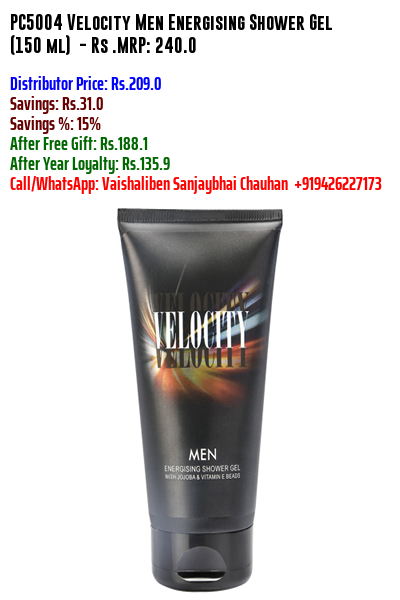 PC5004 Velocity Men Energising Shower Gel
(150 ml)  - Rs .MRP: 240.0
Distributor Price: Rs.209.0
Savings: Rs.31.0
Savings %: 15%
After Free Gift: Rs.188.1
After Year Loyalty: Rs.135.9
Call/WhatsApp: Vaishaliben Sanjaybhai Chauhan  +919426227173
VELOCITY
VELOCITY
VELOCITY
MEN
ENERGISING SHOWER GEL
WITH JOJOBA & VITAMIN E BEADS